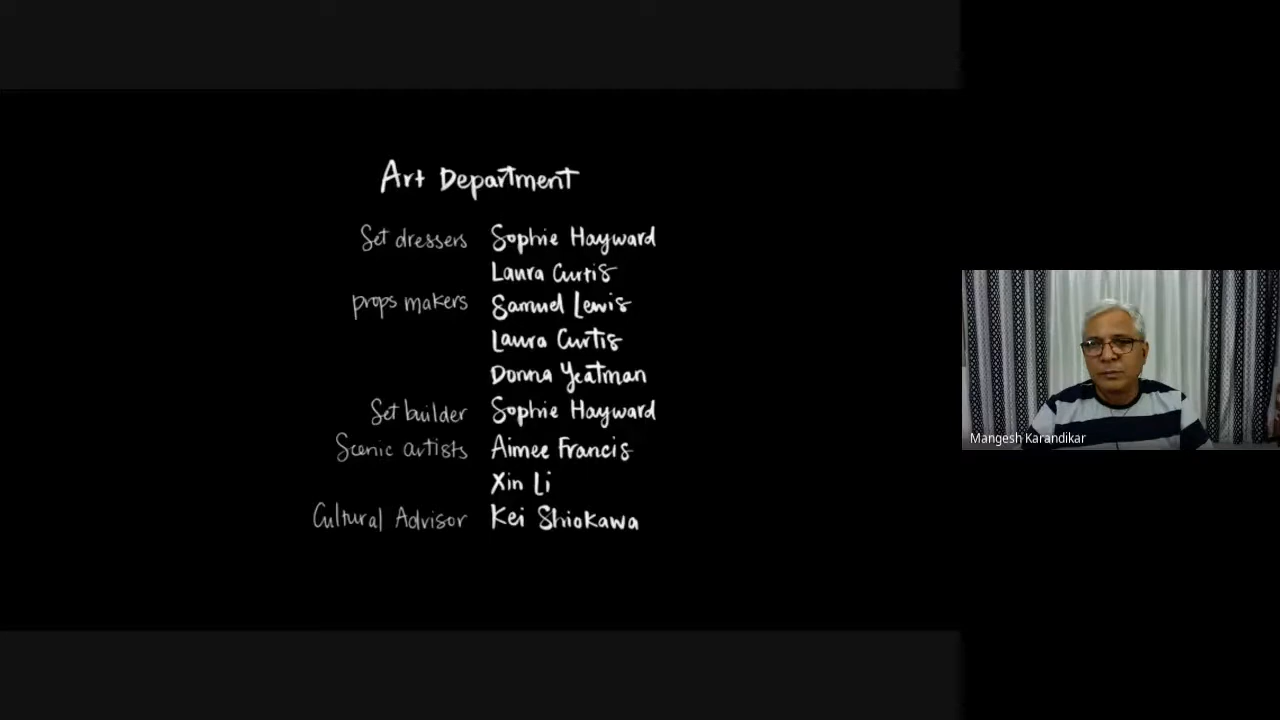 Art Department
Set dressers Sophie Hayward
Laura Curtis
props makers Samuel Lewis
Laura Curtis
Donna Yeatman
Set builder Sophie Hayward
Scenic artists Aimee Francis
Xin Li
Cultural Advisor Kei Shiokawa
Mangesh Karandikar